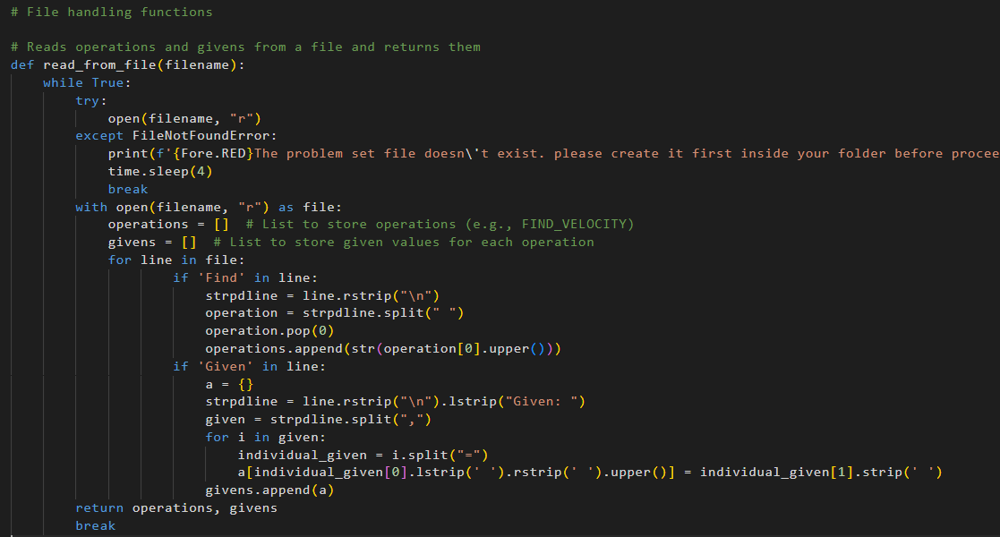 # File handling functions
# Reads operations and givens from a file and returns them
def read_from_file(filename):
    while True:
        try:
            open(filename, "r")
        except FileNotFoundError:
            print(f'{Fore.RED}The problem set file doesn\'t exist. please create it first inside your folder before
            time.sleep(4)
            break
        with open(filename, "r") as file:
            operations = []  # List to store operations (e.g., FIND_VELOCITY)
            givens = []  # List to store given values for each operation
            for line in file:
                    if 'Find' in line:
                        strpdline = line.rstrip("\n")
                        operation = strpdline.split(" ")
                        operation.pop(0)
                        operations.append(str(operation[0].upper()))
                    if 'Given' in line:
                        a = {}
                        strpdline = line.rstrip("\n").lstrip("Given: ")
                        given = strpdline.split(",")
                        for i in given:
                            individual_given = i.split("=")
                            a[individual_given[0].lstrip(' ').rstrip(' ').upper()] = individual_given[1].strip(' ')
                        givens.append(a)
        return operations, givens
        break